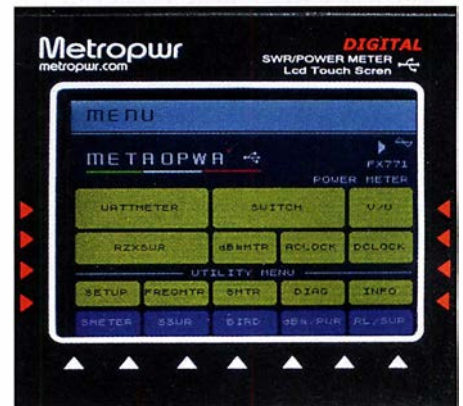 Metropwr
metropwr.com
DIGITAL
SWR/POWER METER
Lcd Touch Scren
MENU
METROPWR
FX771
POWER METER
WATTMETER SWITCH V/U
RZXSWR dBmMTR ACLOCK DCLOCK
UTILITY MENU
SETUP FREQMTR SMTR DIAG INFO
SMETER SSWR BIRD dBm/PWR RL/SWR